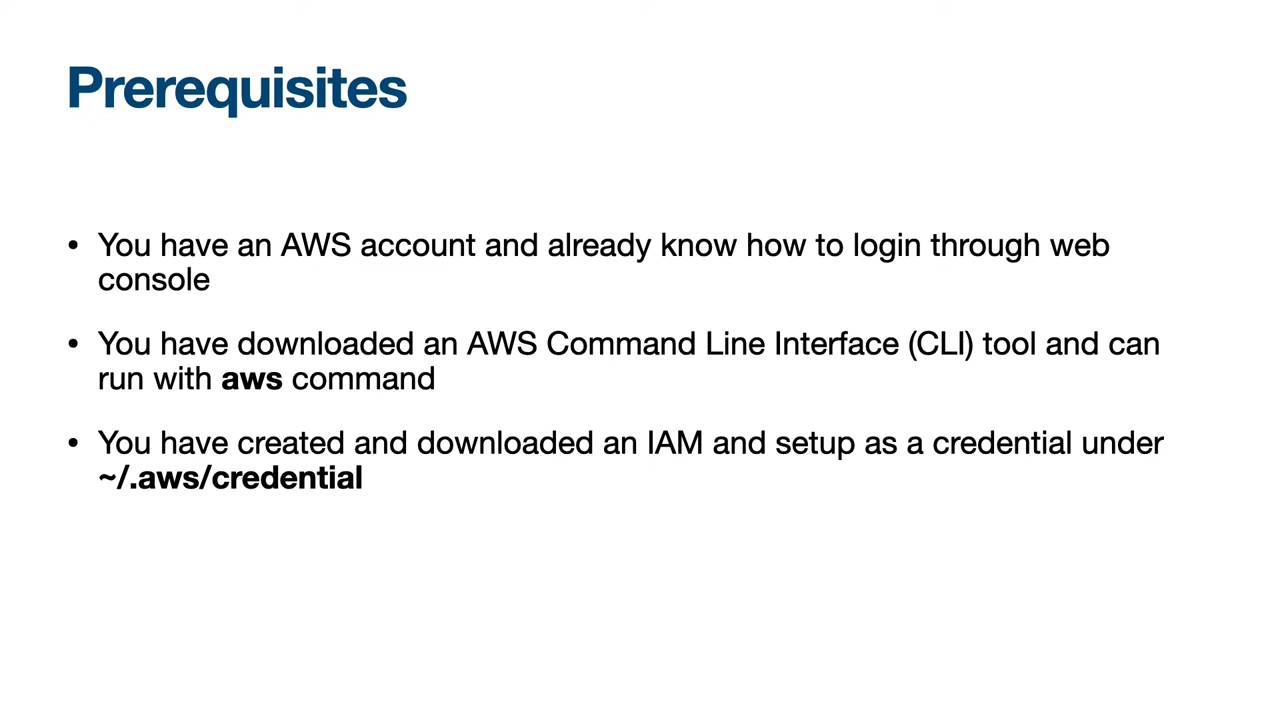 Prerequisites
• You have an AWS account and already know how to login through web
console
• You have downloaded an AWS Command Line Interface (CLI) tool and can
run with aws command
• You have created and downloaded an IAM and setup as a credential under
~/.aws/credential